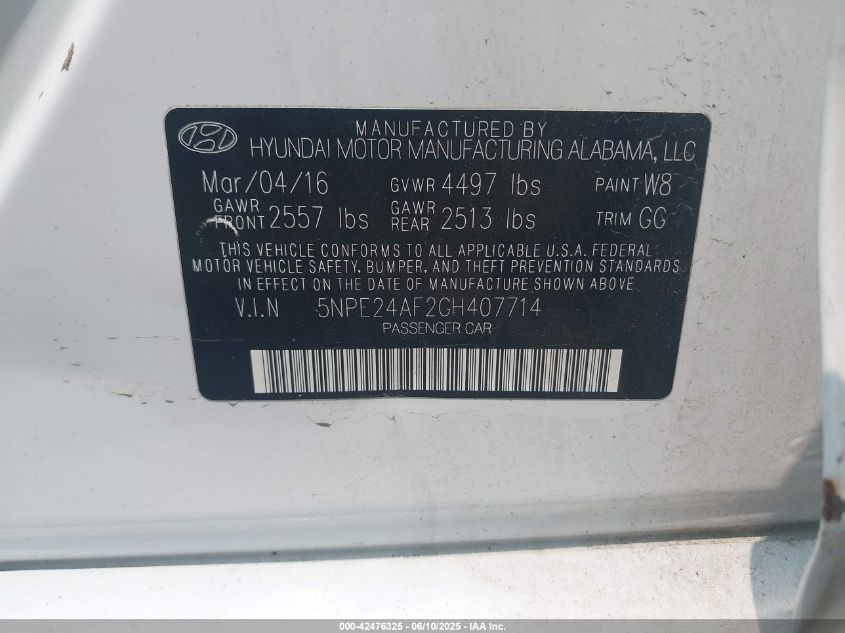 MANUFACTURED BY
HYUNDAI MOTOR MANUFACTURING ALABAMA, LLC
Mar/04/16 GVWR 4497 lbs PAINT W8
GAWR FRONT 2557 lbs GAWR REAR 2513 lbs TRIM GG
THIS VEHICLE CONFORMS TO ALL APPLICABLE U.S.A. FEDERAL
MOTOR VEHICLE SAFETY, BUMPER, AND THEFT PREVENTION STANDARDS
IN EFFECT ON THE DATE OF MANUFACTURE SHOWN ABOVE
V.I.N 5NPE24AF2GH407714
PASSENGER CAR
000-42476325 - 06/10/2025 - IAA Inc.